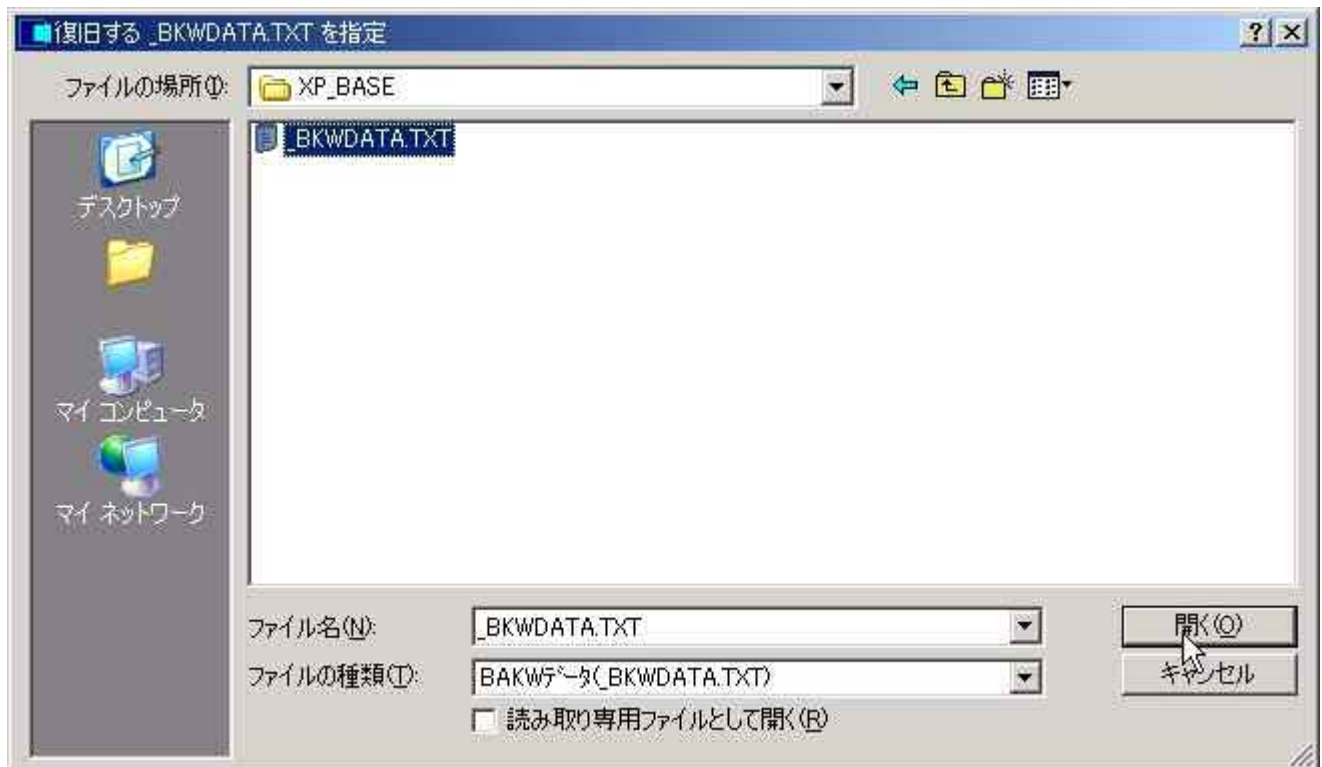 復旧する _BKWDATA.TXT を指定
ファイルの場所(I):
XP_BASE
_BKWDATA.TXT
デスクトップ
マイ コンピュータ
マイ ネットワーク
ファイル名(N):
_BKWDATA.TXT
開く(O)
ファイルの種類(T):
BAKWﾃﾞｰﾀ(_BKWDATA.TXT)
キャンセル
読み取り専用ファイルとして開く(R)